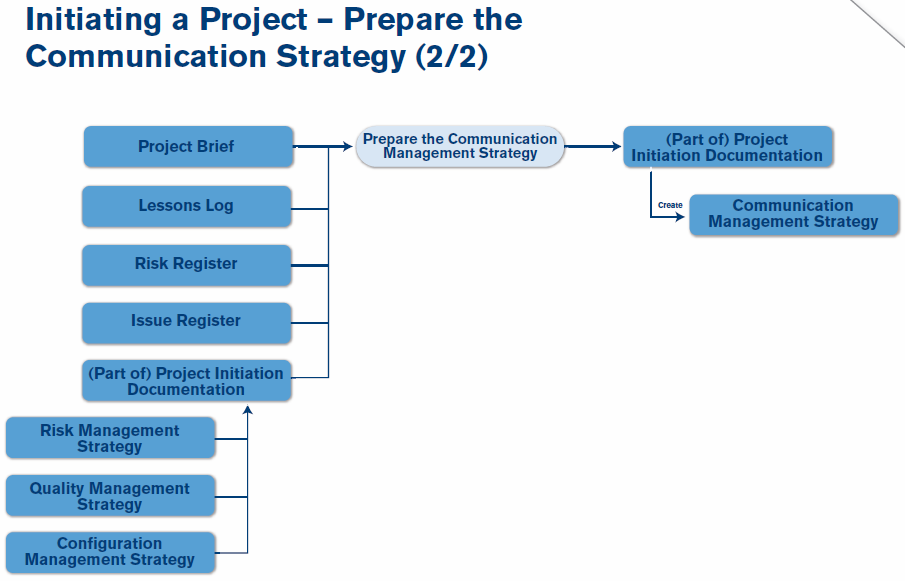 Initiating a Project – Prepare the
Communication Strategy (2/2)
Project Brief
Prepare the Communication
Management Strategy
(Part of) Project
Initiation Documentation
Create
Communication
Management Strategy
Lessons Log
Risk Register
Issue Register
(Part of) Project Initiation
Documentation
Risk Management
Strategy
Quality Management
Strategy
Configuration
Management Strategy